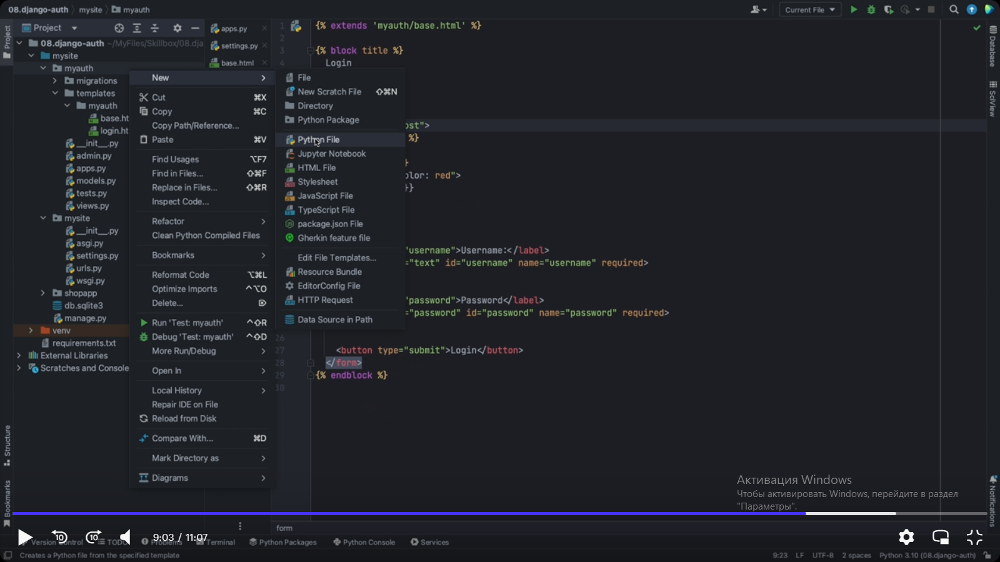 08.django-auth mysite myauth
Current File
Project
Project
08.django-auth ~/MyFiles/Skillbox/08.dja
mysite
myauth
migrations
templates
myauth
base.ht
login.ht
__init__.py
admin.py
apps.py
models.py
tests.py
views.py
mysite
__init__.py
asgi.py
settings.py
urls.py
wsgi.py
shopapp
db.sqlite3
manage.py
venv
requirements.txt
External Libraries
Scratches and Console
Structure
Bookmarks
apps.py
settings.py
base.html
New
Cut ⌘X
Copy ⌘C
Copy Path/Reference...
Paste ⌘V
Find Usages ⌥F7
Find in Files... ⇧⌘F
Replace in Files... ⇧⌘R
Inspect Code...
Refactor
Clean Python Compiled Files
Bookmarks
Reformat Code ⌥⌘L
Optimize Imports ^⌥O
Delete... ⌦
Run 'Test: myauth' ^⇧R
Debug 'Test: myauth' ^⇧D
More Run/Debug
Open In
Local History
Repair IDE on File
Reload from Disk
Compare With... ⌘D
Mark Directory as
Diagrams
File
New Scratch File ⇧⌘N
Directory
Python Package
Python File
Jupyter Notebook
HTML File
Stylesheet
JavaScript File
TypeScript File
package.json File
Gherkin feature file
Edit File Templates...
Resource Bundle
EditorConfig File
HTTP Request
Data Source in Path
1 {% extends 'myauth/base.html' %}
2
3 {% block title %}
4 Login
ost">
%}
}
olor: red">
}}
"username">Username:</label>
="text" id="username" name="username" required>
"password">Password</label>
="password" id="password" name="password" required>
26
27 <button type="submit">Login</button>
28 </form>
29 {% endblock %}
30
Database
SciView
Notifications
Активация Windows
Чтобы активировать Windows, перейдите в раздел
"Параметры".
form
10 10 9:03 / 11:07
Version Control TODO Problems Terminal Python Packages Python Console Services
Creates a Python file from the specified template
9:23 LF UTF-8 2 spaces Python 3.10 (08.django-auth)